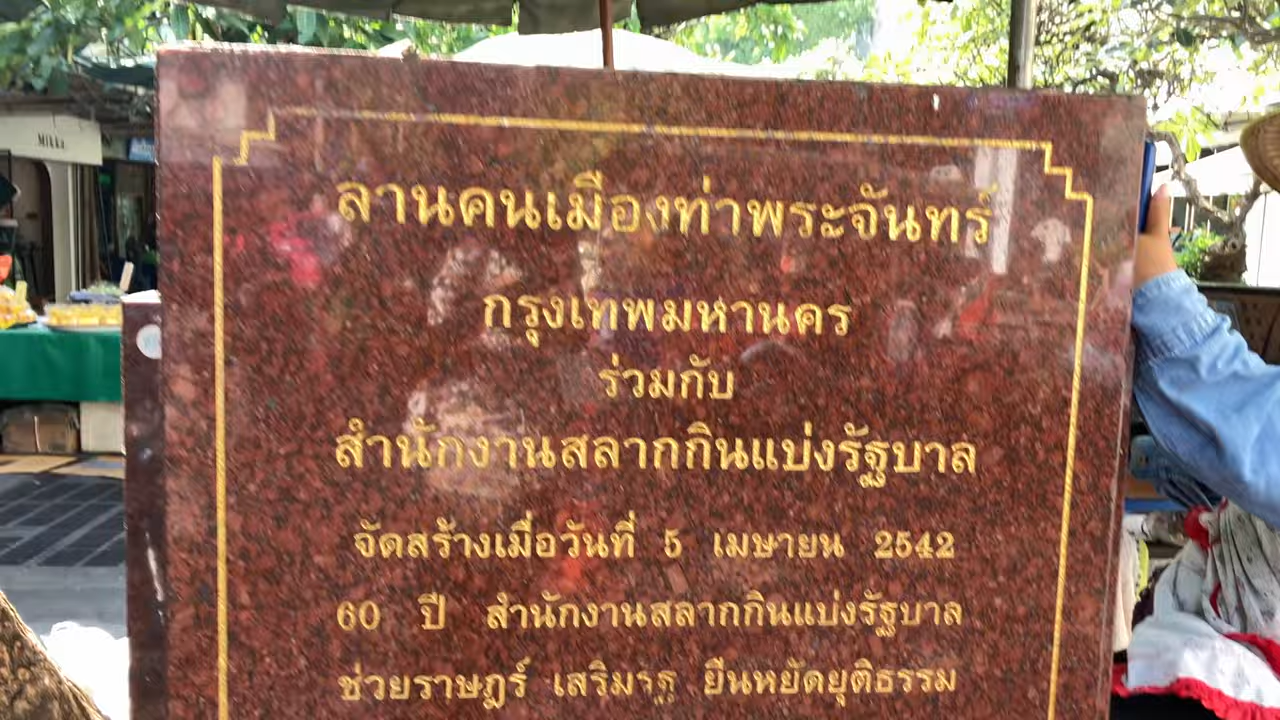 Mikka
ลานคนเมืองท่าพระจันทร์
กรุงเทพมหานคร
ร่วมกับ
สำนักงานสลากกินแบ่งรัฐบาล
จัดสร้างเมื่อวันที่ 5 เมษายน 2542
60 ปี สำนักงานสลากกินแบ่งรัฐบาล
ช่วยราษฎร์ เสริมรัฐ ยืนหยัดยุติธรรม